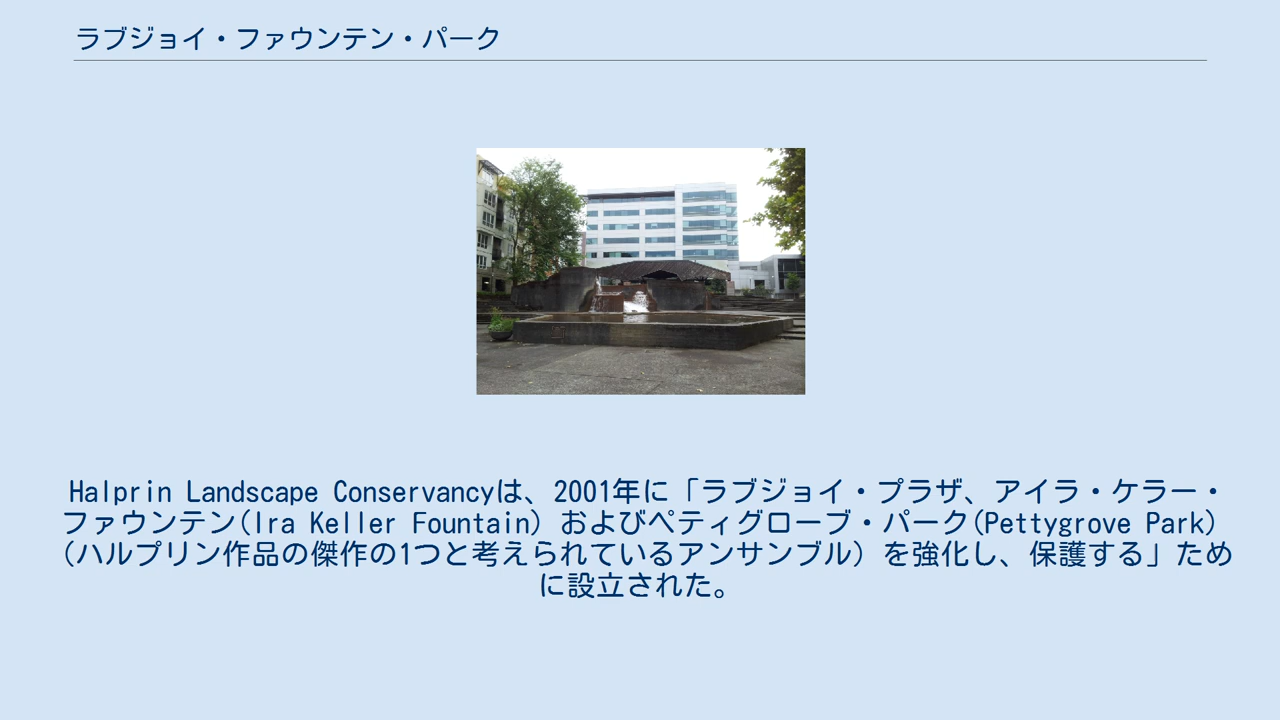 ラブジョイ・ファウンテン・パーク
Halprin Landscape Conservancyは、2001年に「ラブジョイ・プラザ、アイラ・ケラー・
ファウンテン(Ira Keller Fountain) およびペティグローブ・パーク(Pettygrove Park)
(ハルプリン作品の傑作の1つと考えられているアンサンブル) を強化し、保護する」ため
に設立された。